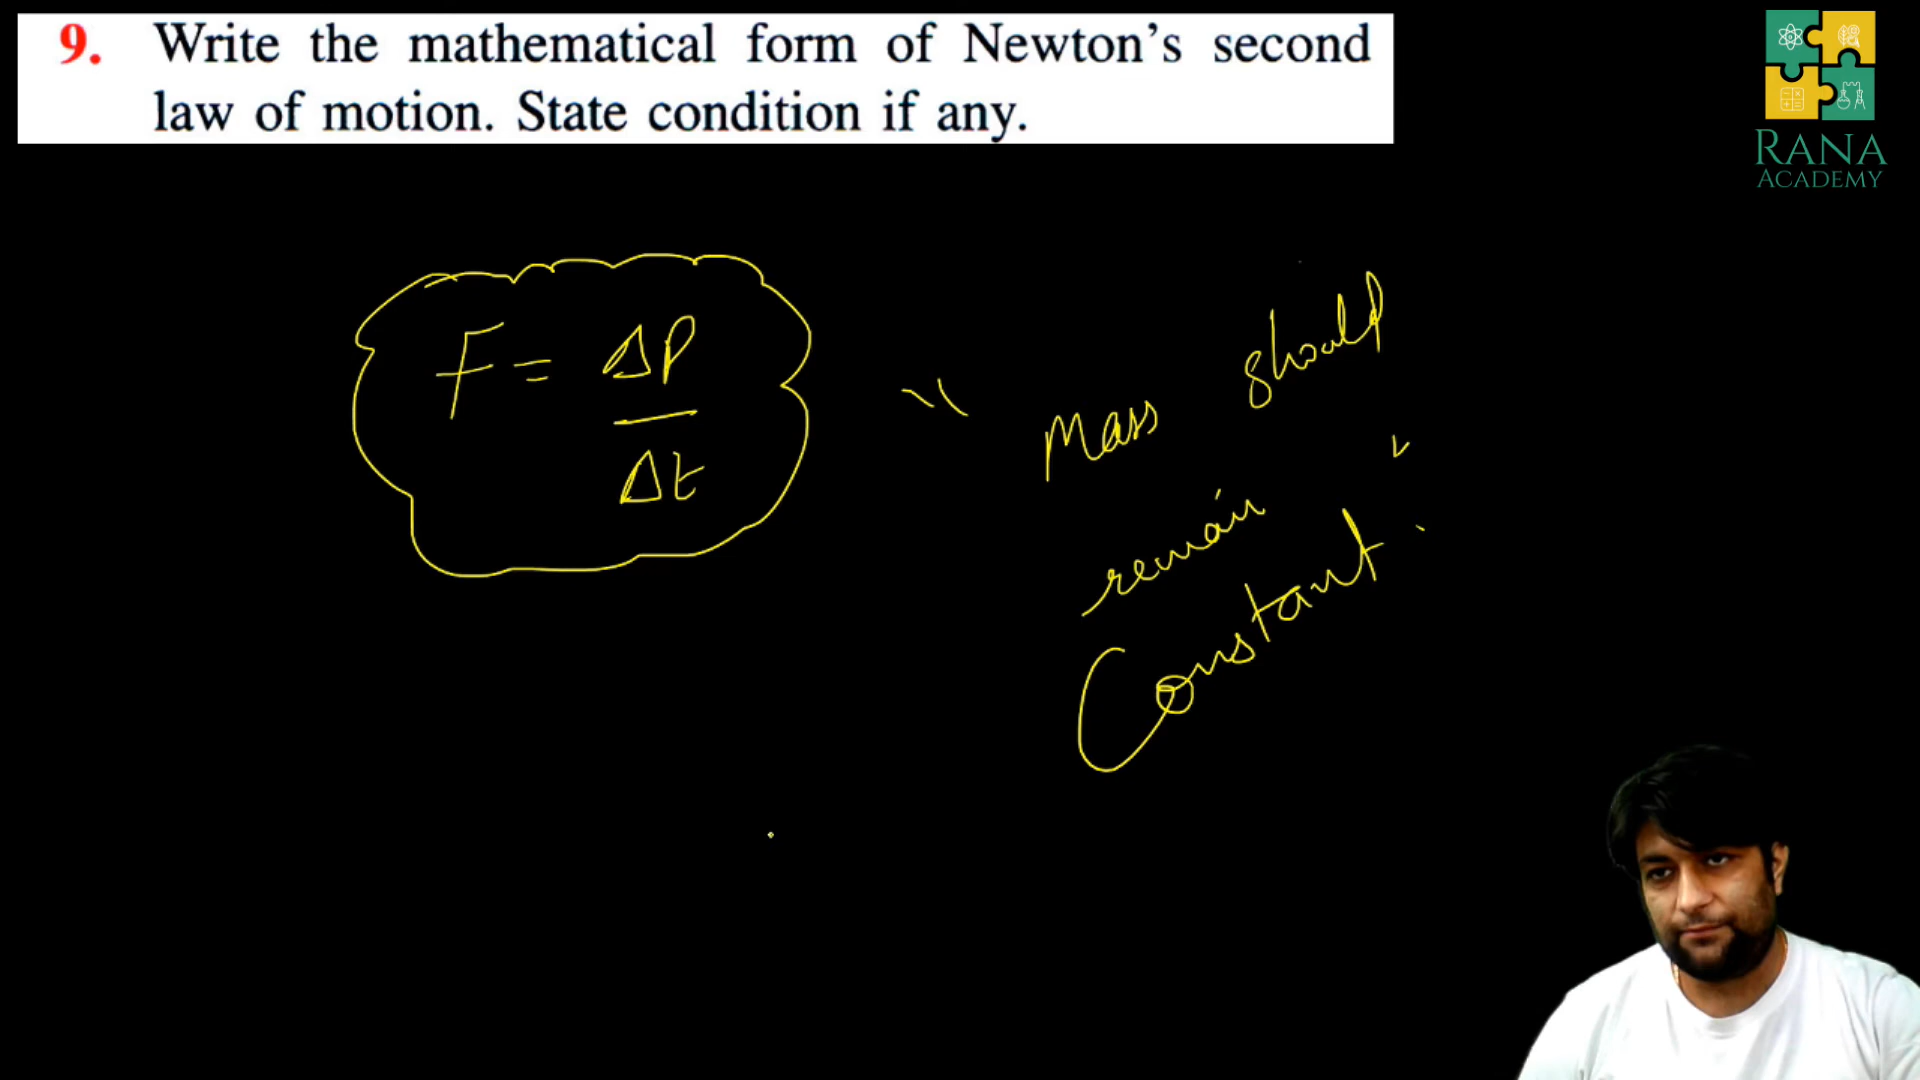 9. Write the mathematical form of Newton's second
law of motion. State condition if any.
RANA
ACADEMY
F = ΔP
Δt
Mass should
remain
Constant.